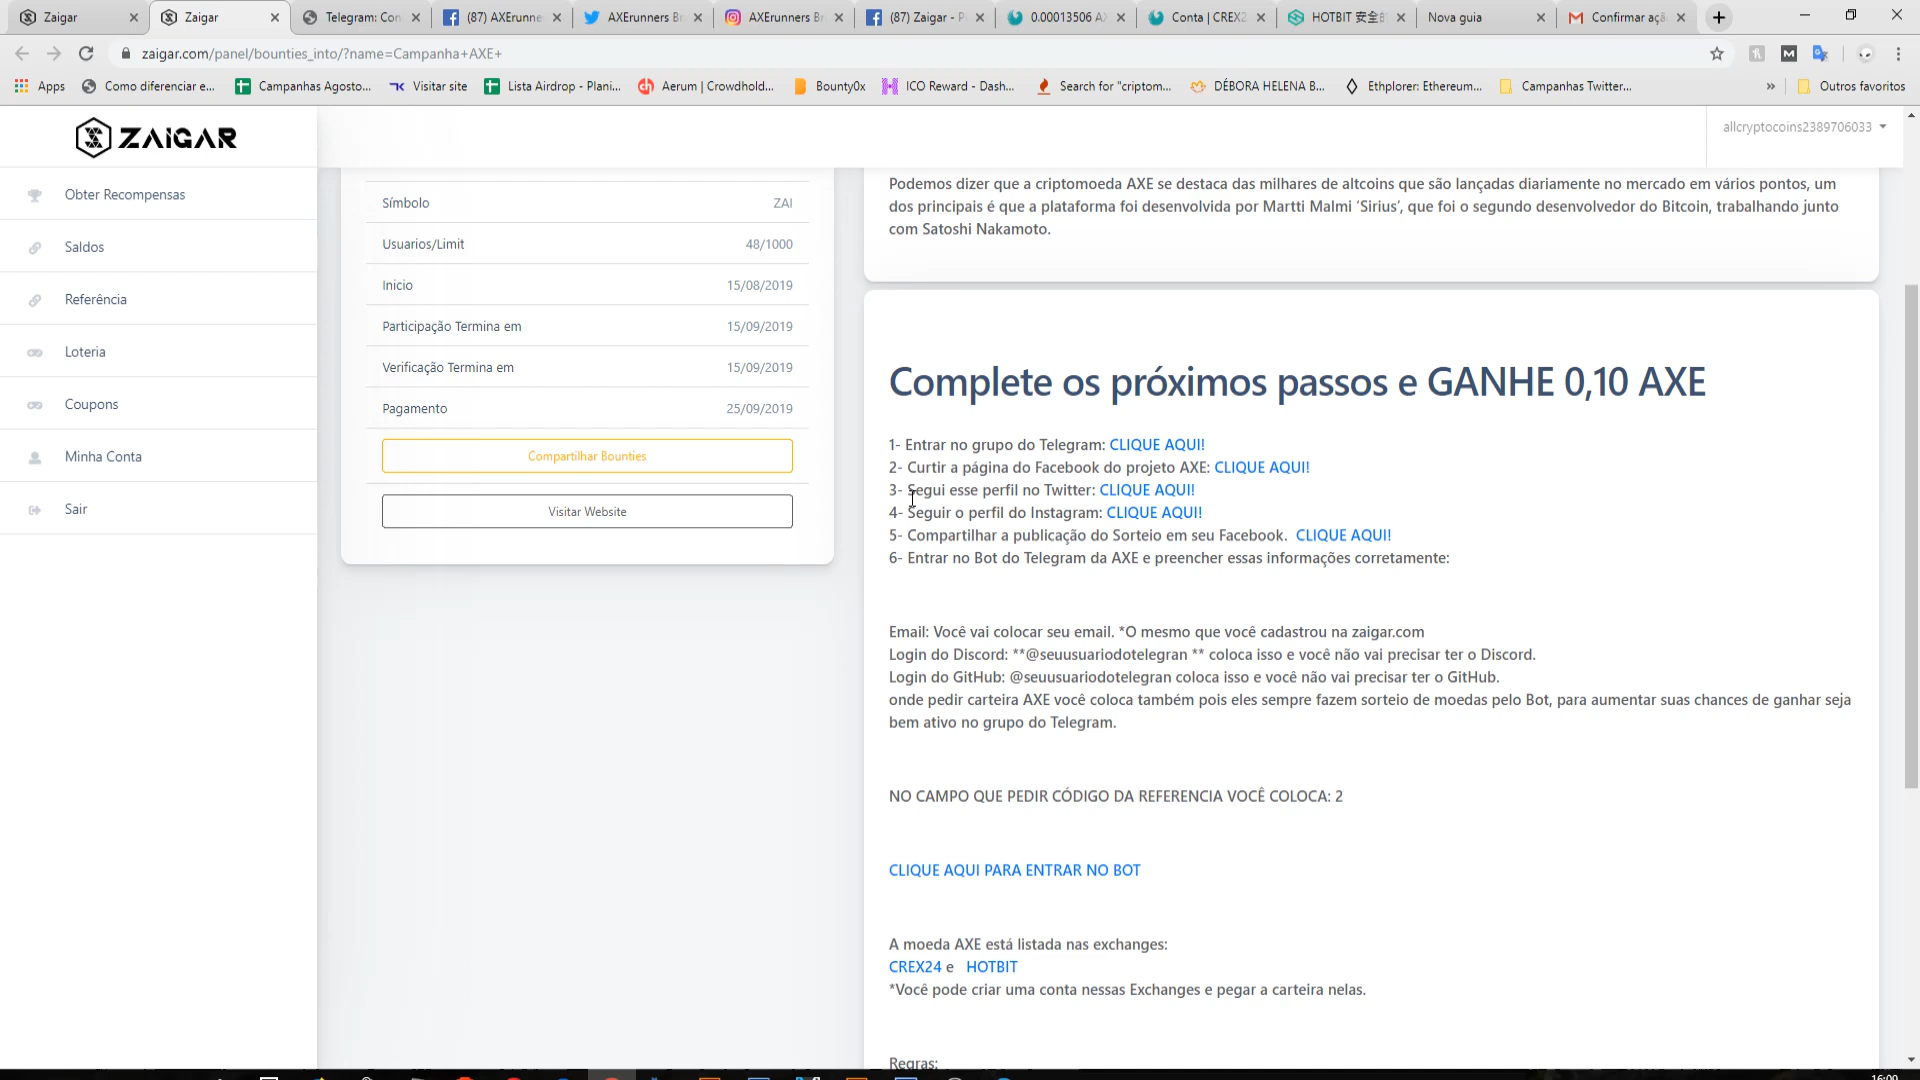 Zaigar
Zaigar
Telegram: Con
(87) AXErunne
AXErunners B
AXErunners B
(87) Zaigar - P
0.00013506 A
Conta | CREX2
HOTBIT 安全
Nova guia
Confirmar açã
zaigar.com/panel/bounties_into/?name=Campanha+AXE+
Apps
Como diferenciar e...
Campanhas Agosto...
Visitar site
Lista Airdrop - Plani...
Aerum | Crowdhold...
Bounty0x
ICO Reward - Dash...
Search for "criptom...
DÉBORA HELENA B...
Ethplorer: Ethereum...
Campanhas Twitter...
»
Outros favoritos
ZAIGAR
allcryptocoins2389706033
Obter Recompensas
Saldos
Referência
Loteria
Coupons
Minha Conta
Sair
Símbolo ZAI
Usuarios/Limit 48/1000
Inicio 15/08/2019
Participação Termina em 15/09/2019
Verificação Termina em 15/09/2019
Pagamento 25/09/2019
Compartilhar Bounties
Visitar Website
Podemos dizer que a criptomoeda AXE se destaca das milhares de altcoins que são lançadas diariamente no mercado em vários pontos, um
dos principais é que a plataforma foi desenvolvida por Martti Malmi 'Sirius', que foi o segundo desenvolvedor do Bitcoin, trabalhando junto
com Satoshi Nakamoto.
Complete os próximos passos e GANHE 0,10 AXE
1- Entrar no grupo do Telegram: CLIQUE AQUI!
2- Curtir a página do Facebook do projeto AXE: CLIQUE AQUI!
3- Segui esse perfil no Twitter: CLIQUE AQUI!
4- Seguir o perfil do Instagram: CLIQUE AQUI!
5- Compartilhar a publicação do Sorteio em seu Facebook. CLIQUE AQUI!
6- Entrar no Bot do Telegram da AXE e preencher essas informações corretamente:
Email: Você vai colocar seu email. *O mesmo que você cadastrou na zaigar.com
Login do Discord: **@seuusuariodotelegran ** coloca isso e você não vai precisar ter o Discord.
Login do GitHub: @seuusuariodotelegran coloca isso e você não vai precisar ter o GitHub.
onde pedir carteira AXE você coloca também pois eles sempre fazem sorteio de moedas pelo Bot, para aumentar suas chances de ganhar seja
bem ativo no grupo do Telegram.
NO CAMPO QUE PEDIR CÓDIGO DA REFERENCIA VOCÊ COLOCA: 2
CLIQUE AQUI PARA ENTRAR NO BOT
A moeda AXE está listada nas exchanges:
CREX24 e HOTBIT
*Você pode criar uma conta nessas Exchanges e pegar a carteira nelas.
Regras: